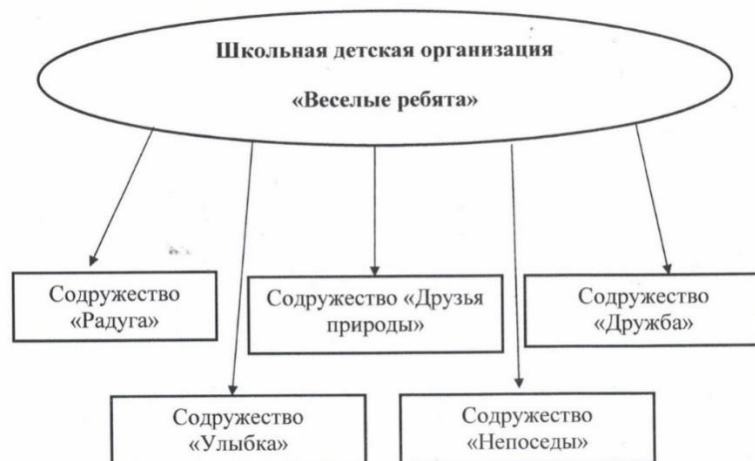 Школьная детская организация
«Веселые ребята»
Содружество
«Радуга»
Содружество «Друзья
природы»
Содружество
«Дружба»
Содружество
«Улыбка»
Содружество
«Непоседы»